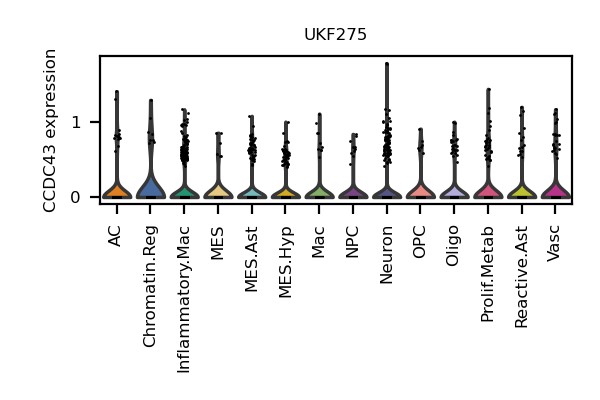 UKF275
CCDC43 expression
1
0
AC
Chromatin.Reg
Inflammatory.Mac
MES
MES.Ast
MES.Hyp
Mac
NPC
Neuron
OPC
Oligo
Prolif.Metab
Reactive.Ast
Vasc